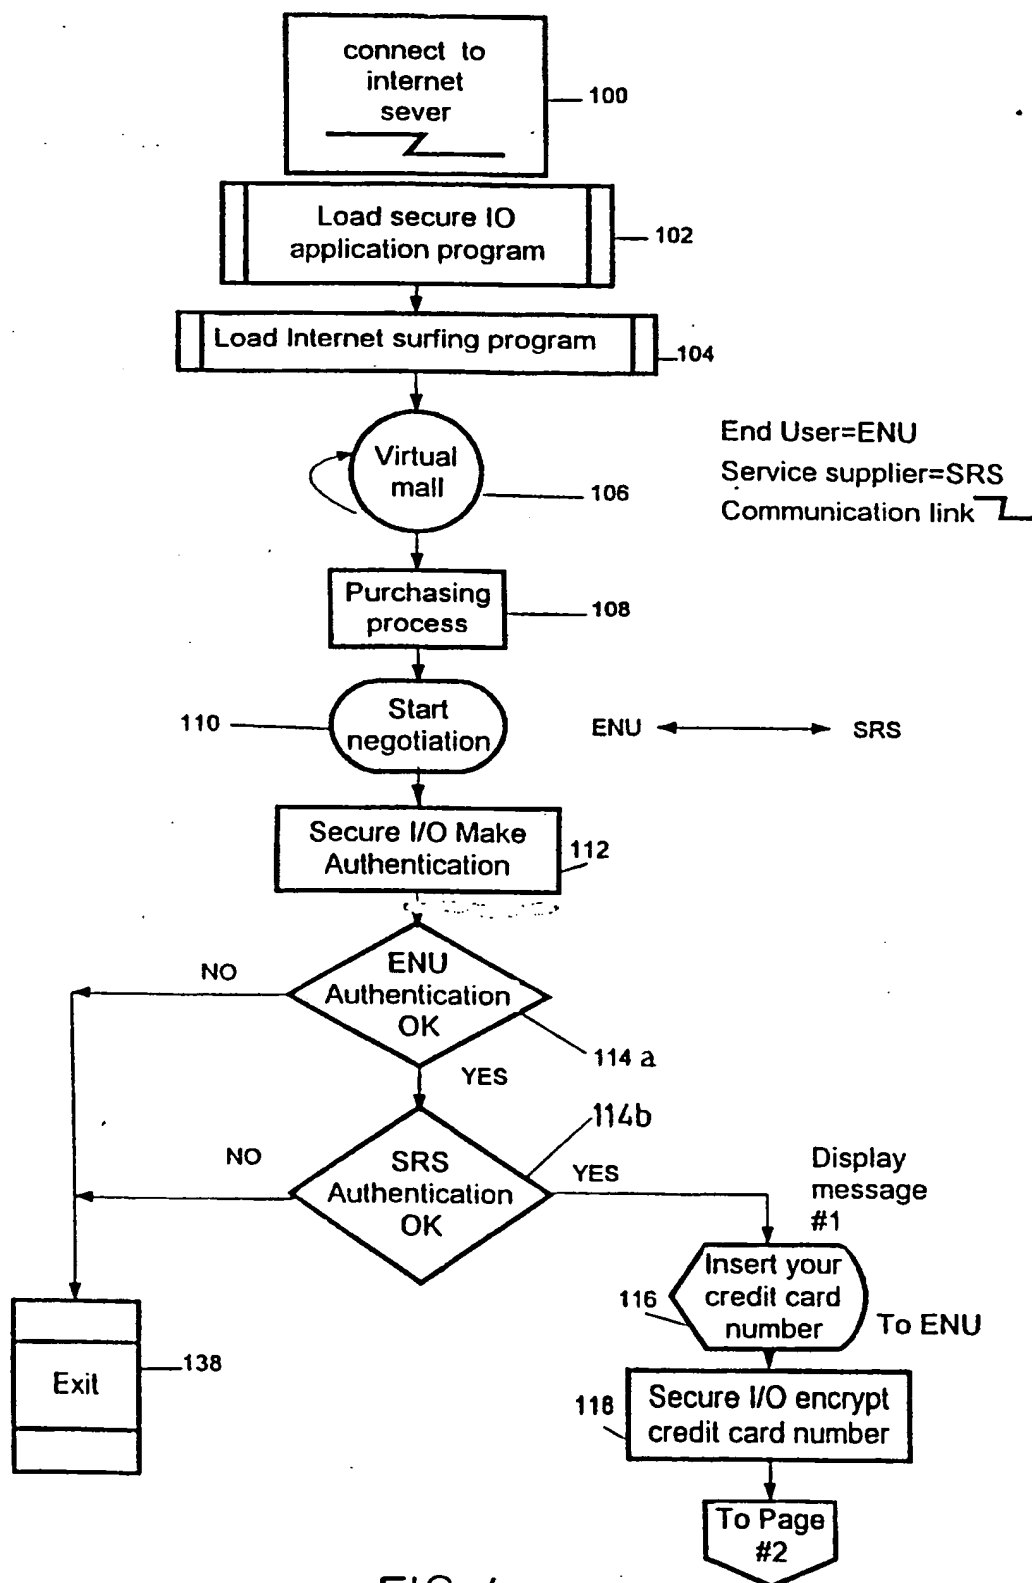 connect to
internet
sever
100
Load secure IO
application program
102
Load Internet surfing program
104
Virtual
mall
106
End User=ENU
Service supplier=SRS
Communication link
Purchasing
process
108
110
Start
negotiation
ENU
SRS
Secure I/O Make
Authentication
112
NO
ENU
Authentication
OK
114 a
YES
114b
NO
SRS
Authentication
OK
YES
Display
message
#1
116
Insert your
credit card
number
To ENU
Exit
138
118
Secure I/O encrypt
credit card number
To Page
#2